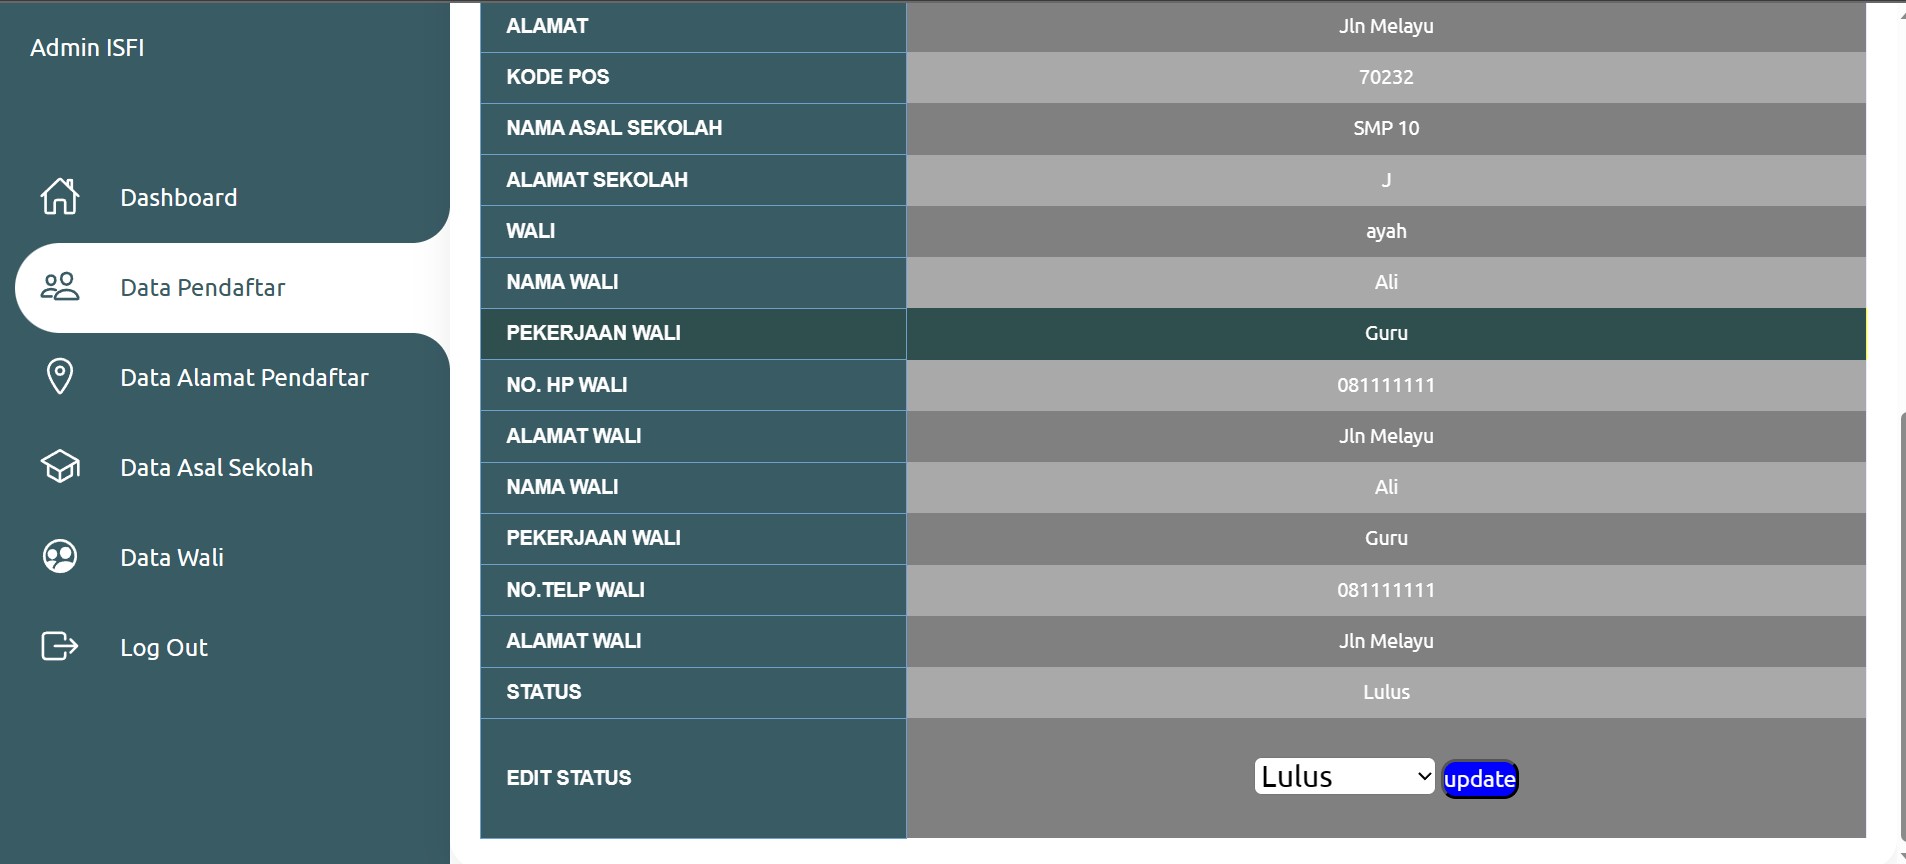 Admin ISFI
Dashboard
Data Pendaftar
Data Alamat Pendaftar
Data Asal Sekolah
Data Wali
Log Out
ALAMAT Jln Melayu
KODE POS 70232
NAMA ASAL SEKOLAH SMP 10
ALAMAT SEKOLAH J
WALI ayah
NAMA WALI Ali
PEKERJAAN WALI Guru
NO. HP WALI 081111111
ALAMAT WALI Jln Melayu
NAMA WALI Ali
PEKERJAAN WALI Guru
NO.TELP WALI 081111111
ALAMAT WALI Jln Melayu
STATUS Lulus
EDIT STATUS Lulus update